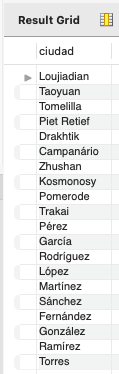 Result Grid
ciudad
Loujiadian
Taoyuan
Tomelilla
Piet Retief
Drakhtik
Campanário
Zhushan
Kosmonosy
Pomerode
Trakai
Pérez
García
Rodríguez
López
Martínez
Sánchez
Fernández
González
Ramírez
Torres